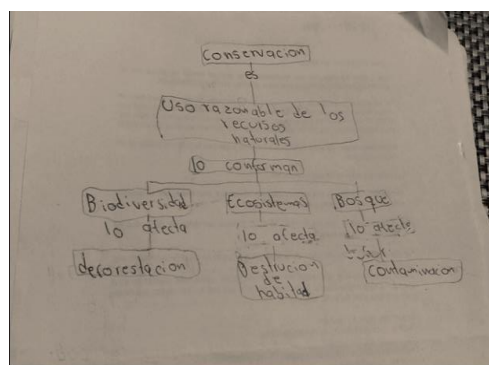 Conservacion
es
Uso razonable de los
recursos
naturales
lo conforman
Biodiversidad Ecosistemas Bosque
lo afecta lo afecta lo afecta
deforestacion Destrucion
de
habitad
Contaminacion